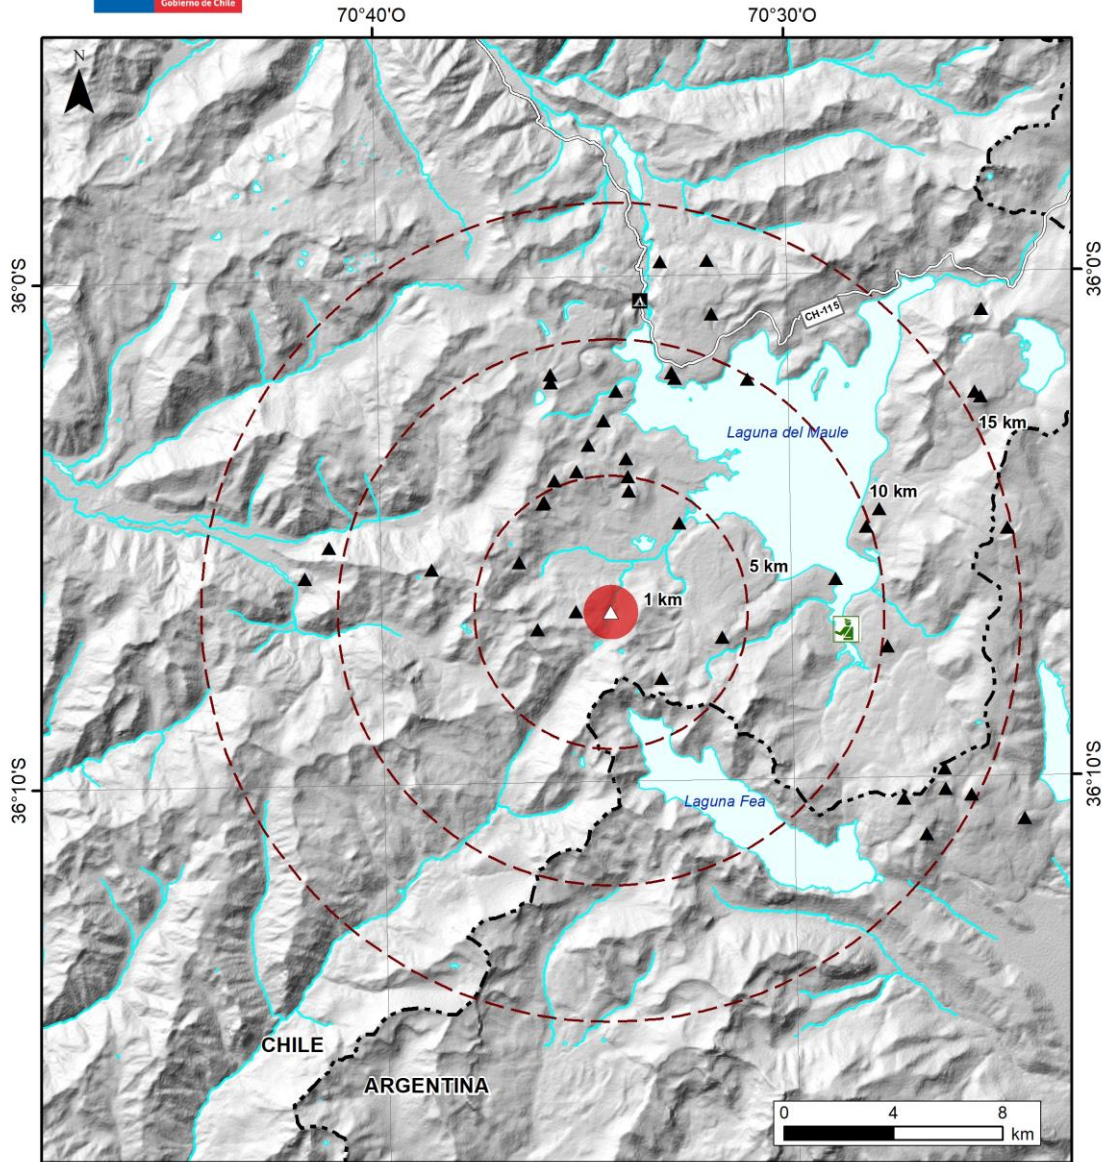 Gobierno de Chile
70°40'O
70°30'O
N
36°0'S
36°0'S
CH-115
Laguna del Maule
15 km
10 km
5 km
1 km
36°10'S
36°10'S
Laguna Fea
CHILE
ARGENTINA
0 4 8
km